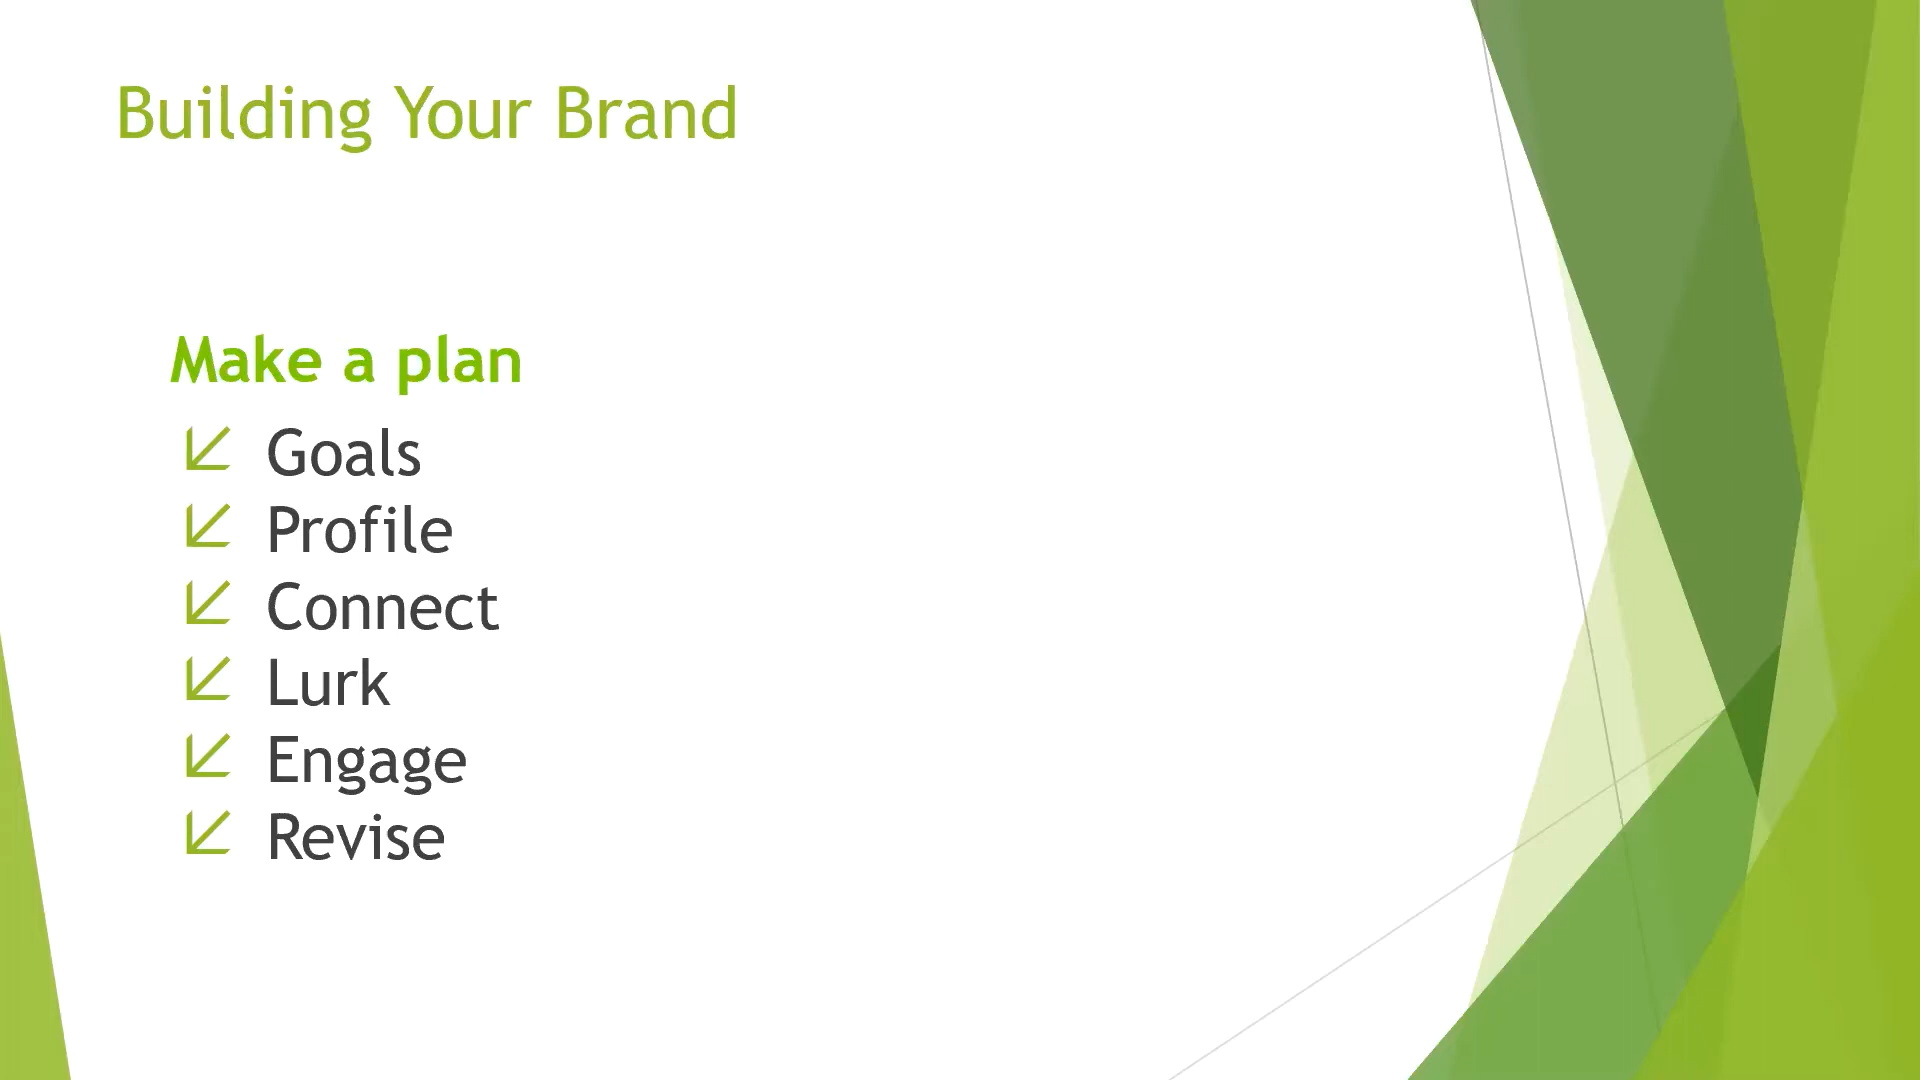 Building Your Brand
Make a plan
Goals
Profile
Connect
Lurk
Engage
Revise